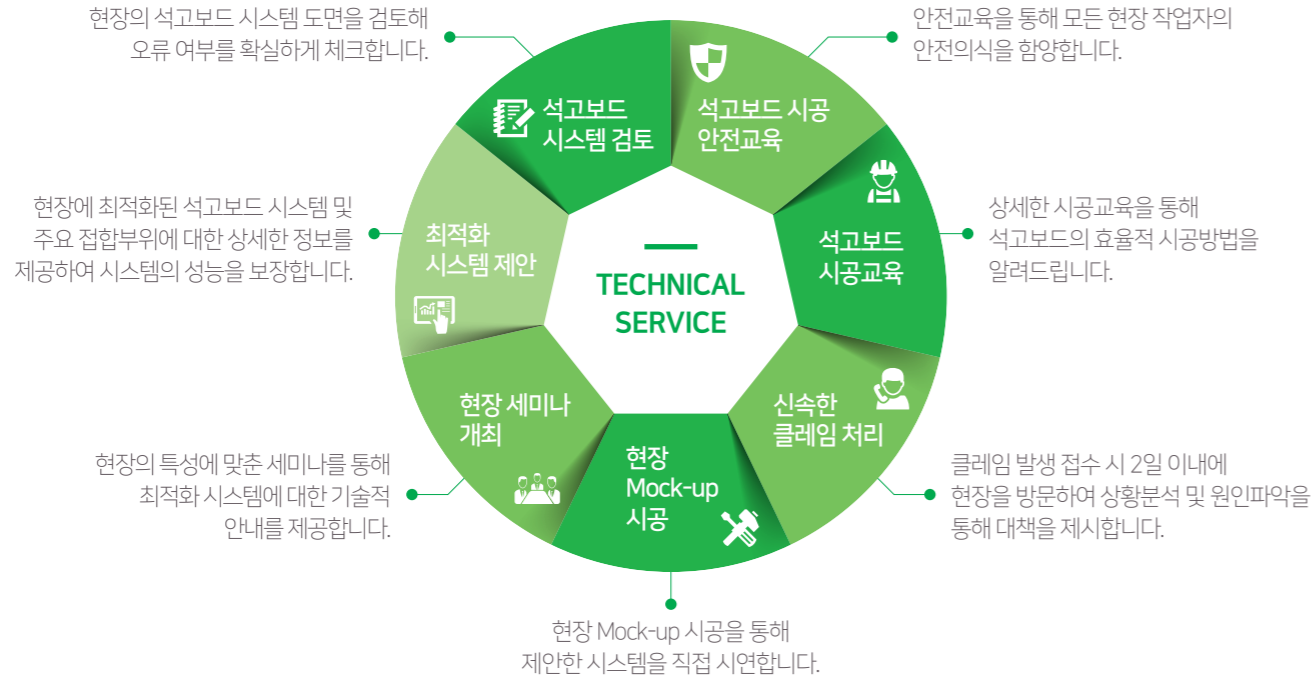 현장의 석고보드 시스템 도면을 검토해
오류 여부를 확실하게 체크합니다.
안전교육을 통해 모든 현장 작업자의
안전의식을 함양합니다.
석고보드
시스템 검토
석고보드 시공
안전교육
현장에 최적화된 석고보드 시스템 및
주요 접합부위에 대한 상세한 정보를
제공하여 시스템의 성능을 보장합니다.
최적화
시스템 제안
TECHNICAL
SERVICE
석고보드
시공교육
상세한 시공교육을 통해
석고보드의 효율적 시공방법을
알려드립니다.
현장 세미나
개최
현장
Mock-up
시공
신속한
클레임 처리
현장의 특성에 맞춘 세미나를 통해
최적화 시스템에 대한 기술적
안내를 제공합니다.
클레임 발생 접수 시 2일 이내에
현장을 방문하여 상황분석 및 원인파악을
통해 대책을 제시합니다.
현장 Mock-up 시공을 통해
제안한 시스템을 직접 시연합니다.